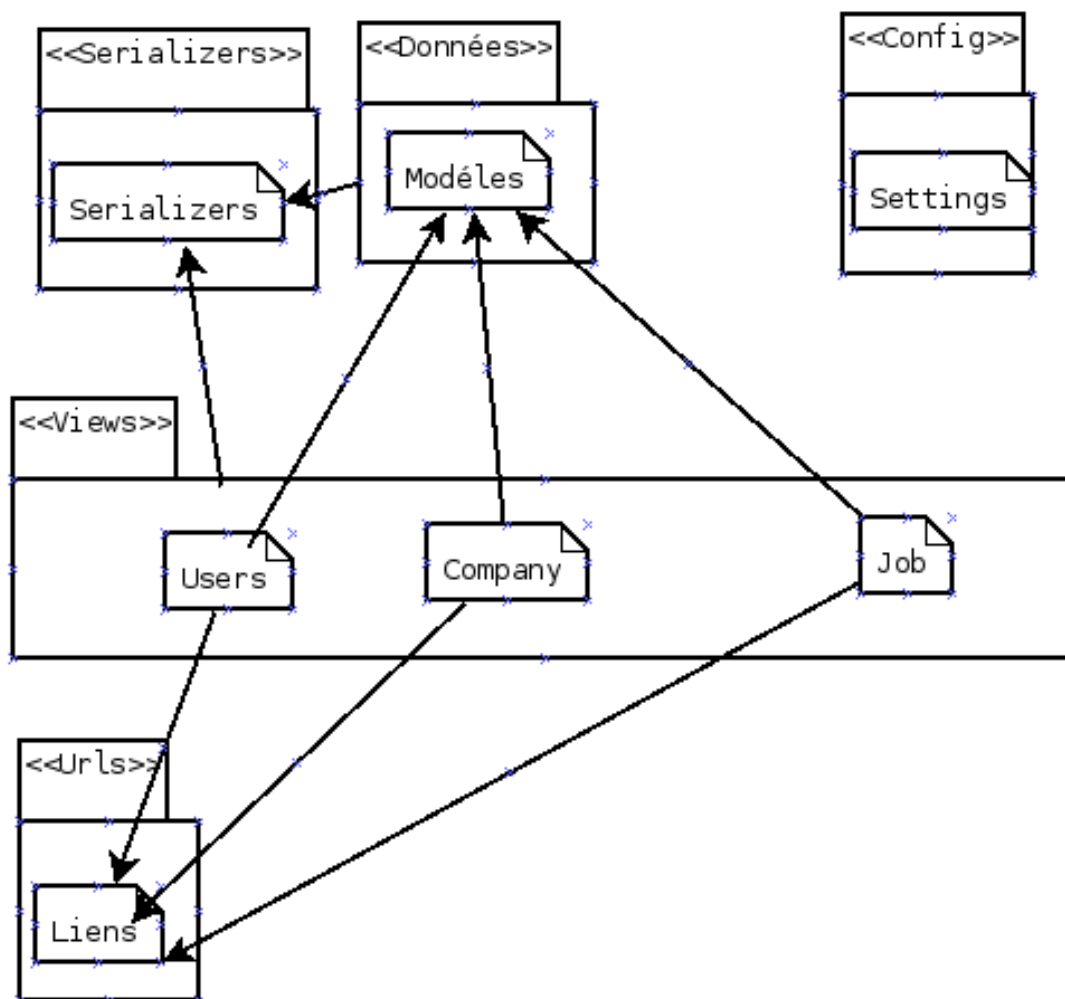 <<Serializers>>
<<Données>>
<<Config>>
Serializers
Modéles
Settings
<<Views>>
Users
Company
Job
<<Urls>>
Liens